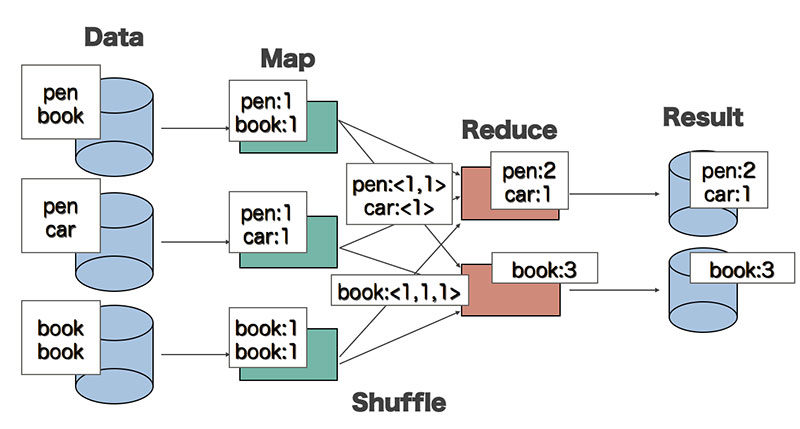 Data
Map
Reduce
Result
Shuffle
pen
book
pen
car
book
book
pen:1
book:1
pen:1
car:1
book:1
book:1
pen:<1,1>
car:<1>
book:<1,1,1>
pen:2
car:1
book:3
pen:2
car:1
book:3